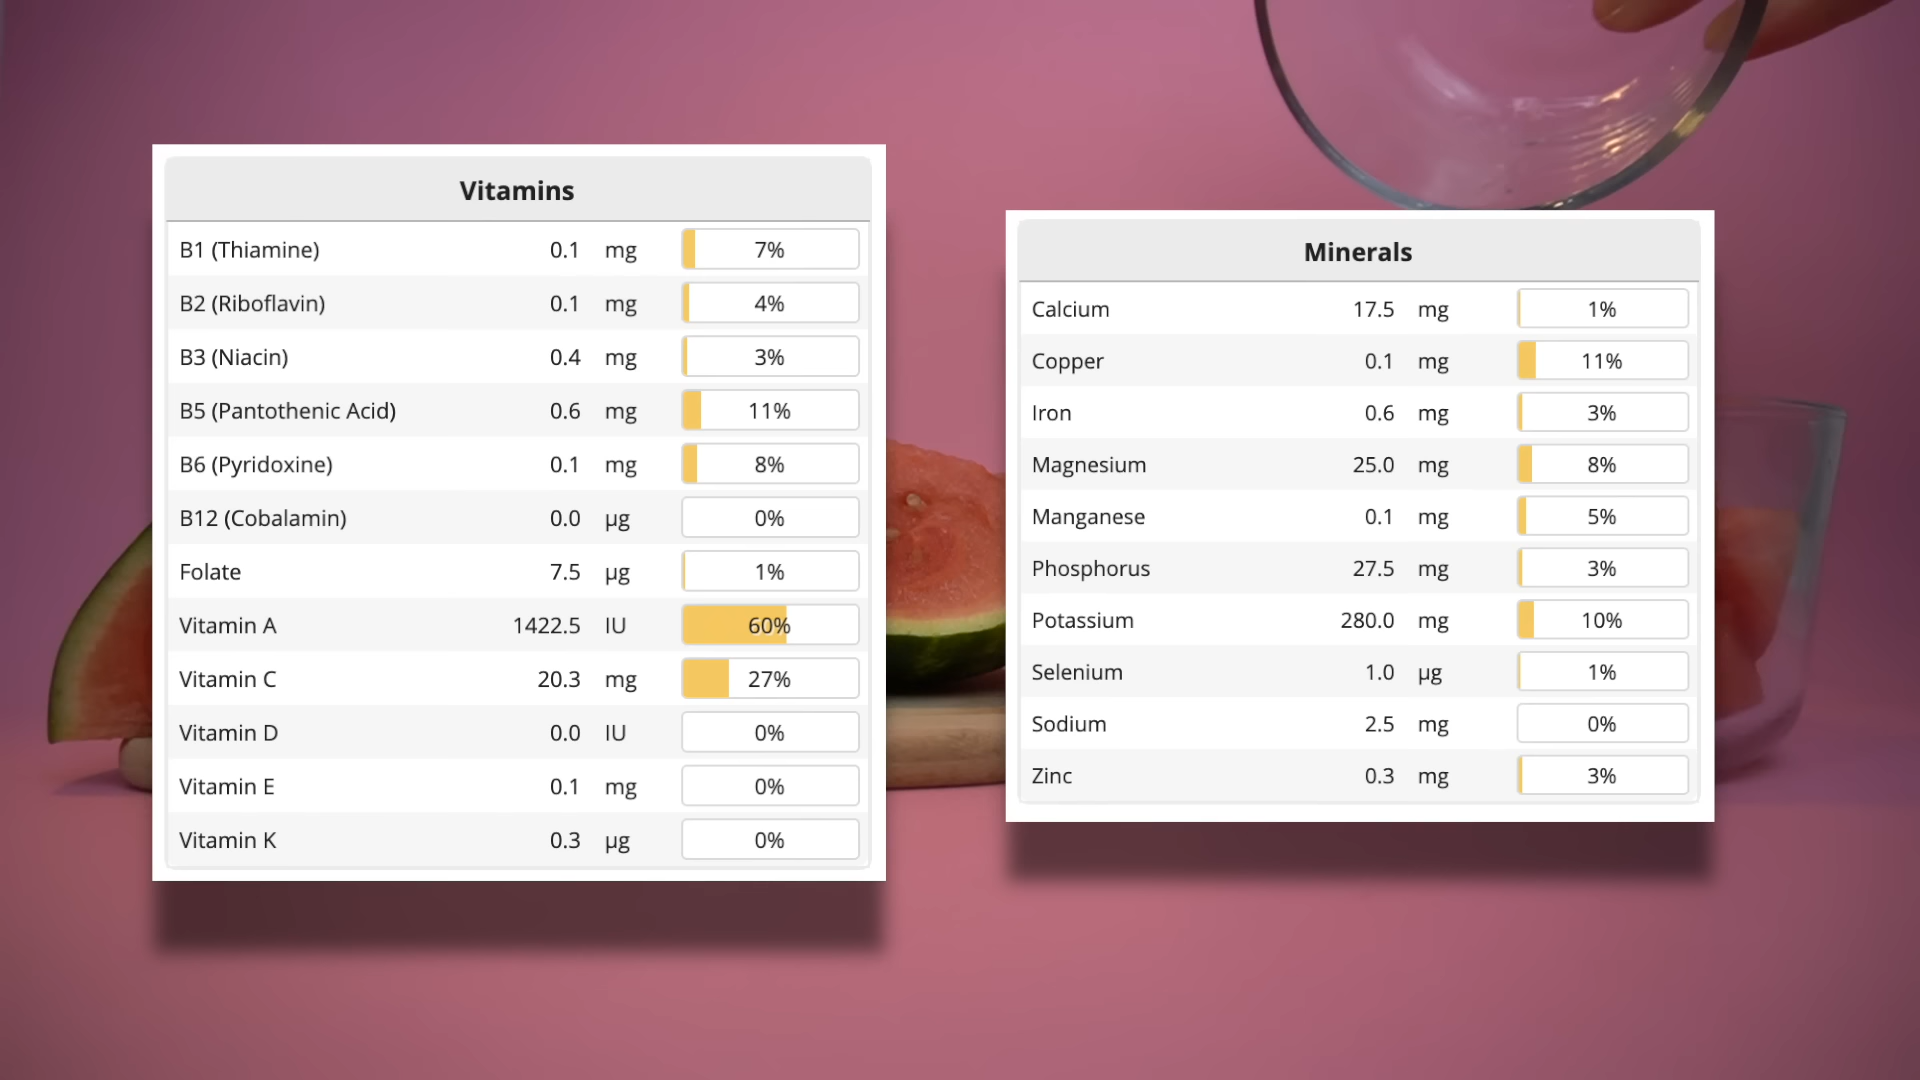 Vitamins
B1 (Thiamine) 0.1 mg 7%
B2 (Riboflavin) 0.1 mg 4%
B3 (Niacin) 0.4 mg 3%
B5 (Pantothenic Acid) 0.6 mg 11%
B6 (Pyridoxine) 0.1 mg 8%
B12 (Cobalamin) 0.0 µg 0%
Folate 7.5 µg 1%
Vitamin A 1422.5 IU 60%
Vitamin C 20.3 mg 27%
Vitamin D 0.0 IU 0%
Vitamin E 0.1 mg 0%
Vitamin K 0.3 µg 0%
Minerals
Calcium 17.5 mg 1%
Copper 0.1 mg 11%
Iron 0.6 mg 3%
Magnesium 25.0 mg 8%
Manganese 0.1 mg 5%
Phosphorus 27.5 mg 3%
Potassium 280.0 mg 10%
Selenium 1.0 µg 1%
Sodium 2.5 mg 0%
Zinc 0.3 mg 3%